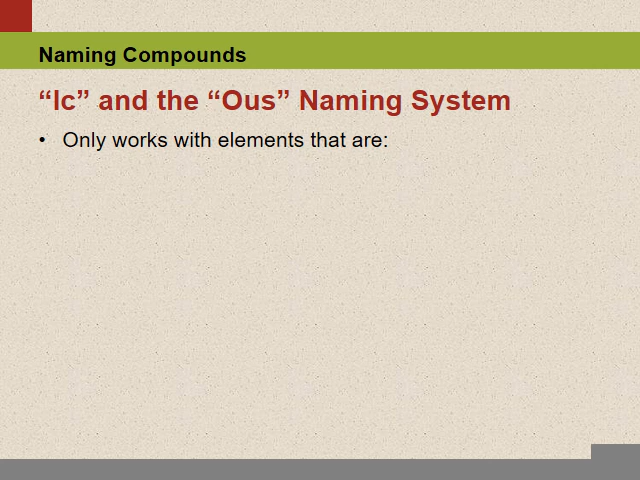 Naming Compounds
“Ic” and the “Ous” Naming System
• Only works with elements that are: